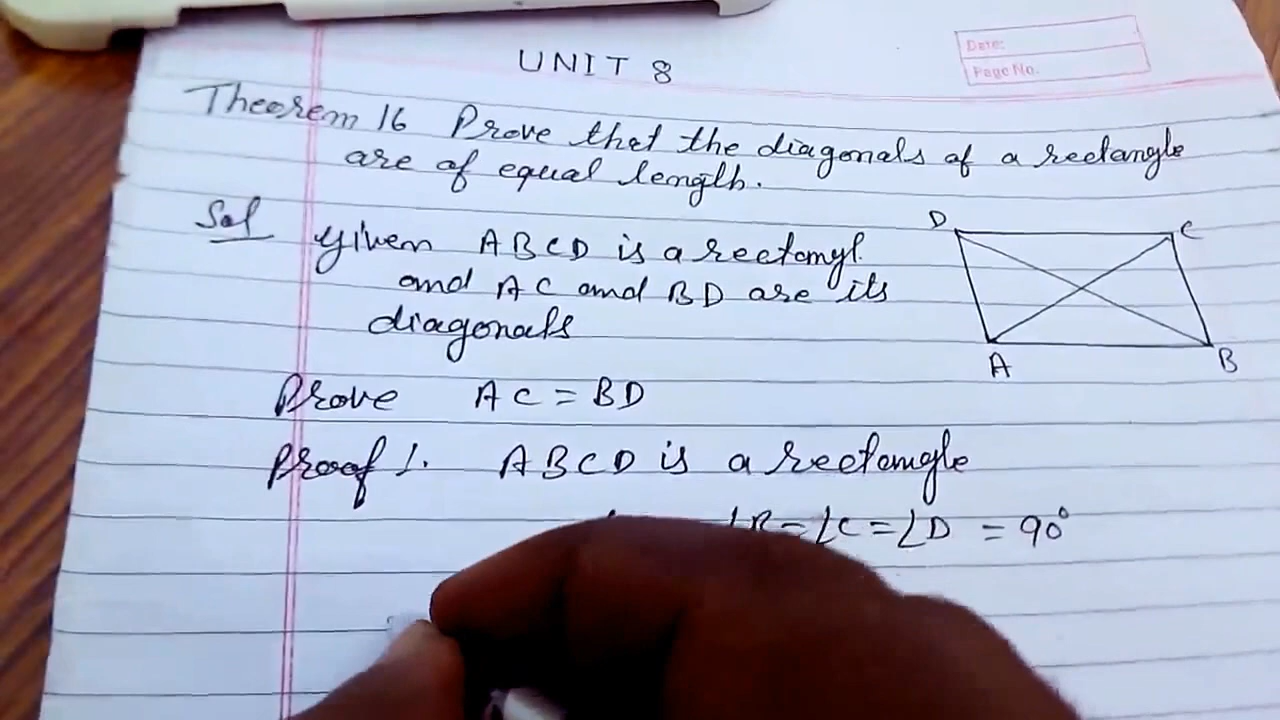 UNIT 8
Date:
Page No.
Theorem 16 Prove that the diagonals of a rectangle
are of equal length.
Sol given ABCD is a rectangl.
and AC and BD are its
diagonals
D C
A B
Prove AC = BD
Proof 1. ABCD is a rectangle
∠B = ∠C = ∠D = 90°